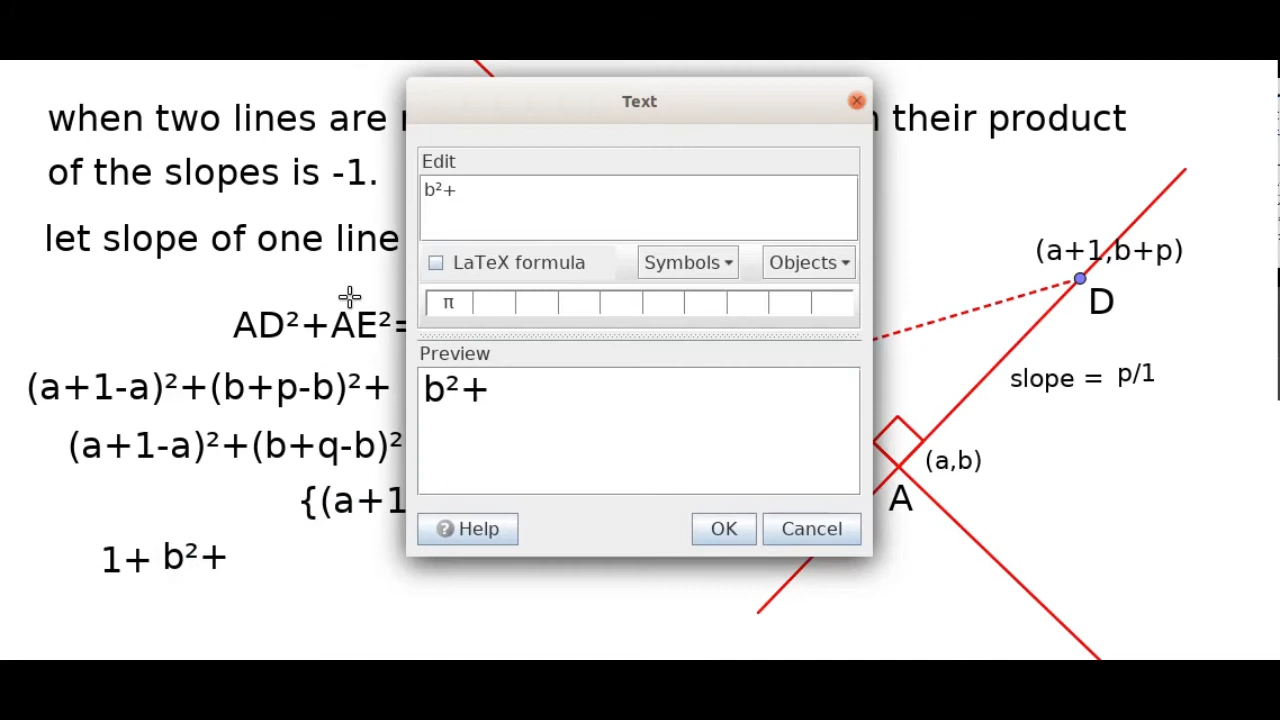 when two lines are
their product
of the slopes is -1.
let slope of one line
AD²+AE²=
(a+1-a)²+(b+p-b)²+
(a+1-a)²+(b+q-b)²
{(a+1
1+ b²+
Text
Edit
b²+
LaTeX formula
Symbols
Objects
π
Preview
b²+
Help
OK
Cancel
(a+1,b+p)
D
slope = p/1
(a,b)
A